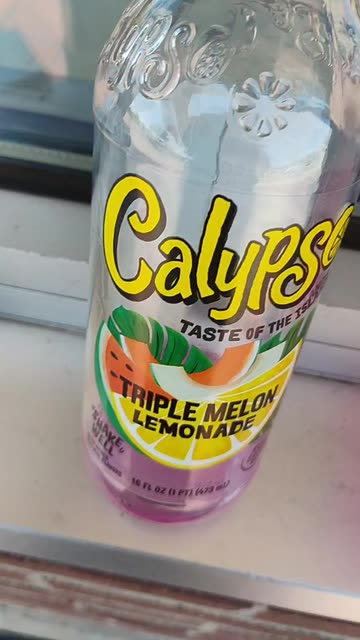 Calypso
TASTE OF THE
TRIPLE MELON
LEMONADE
SHAKE
WELL
16 FL OZ (1 PT) (473 mL)